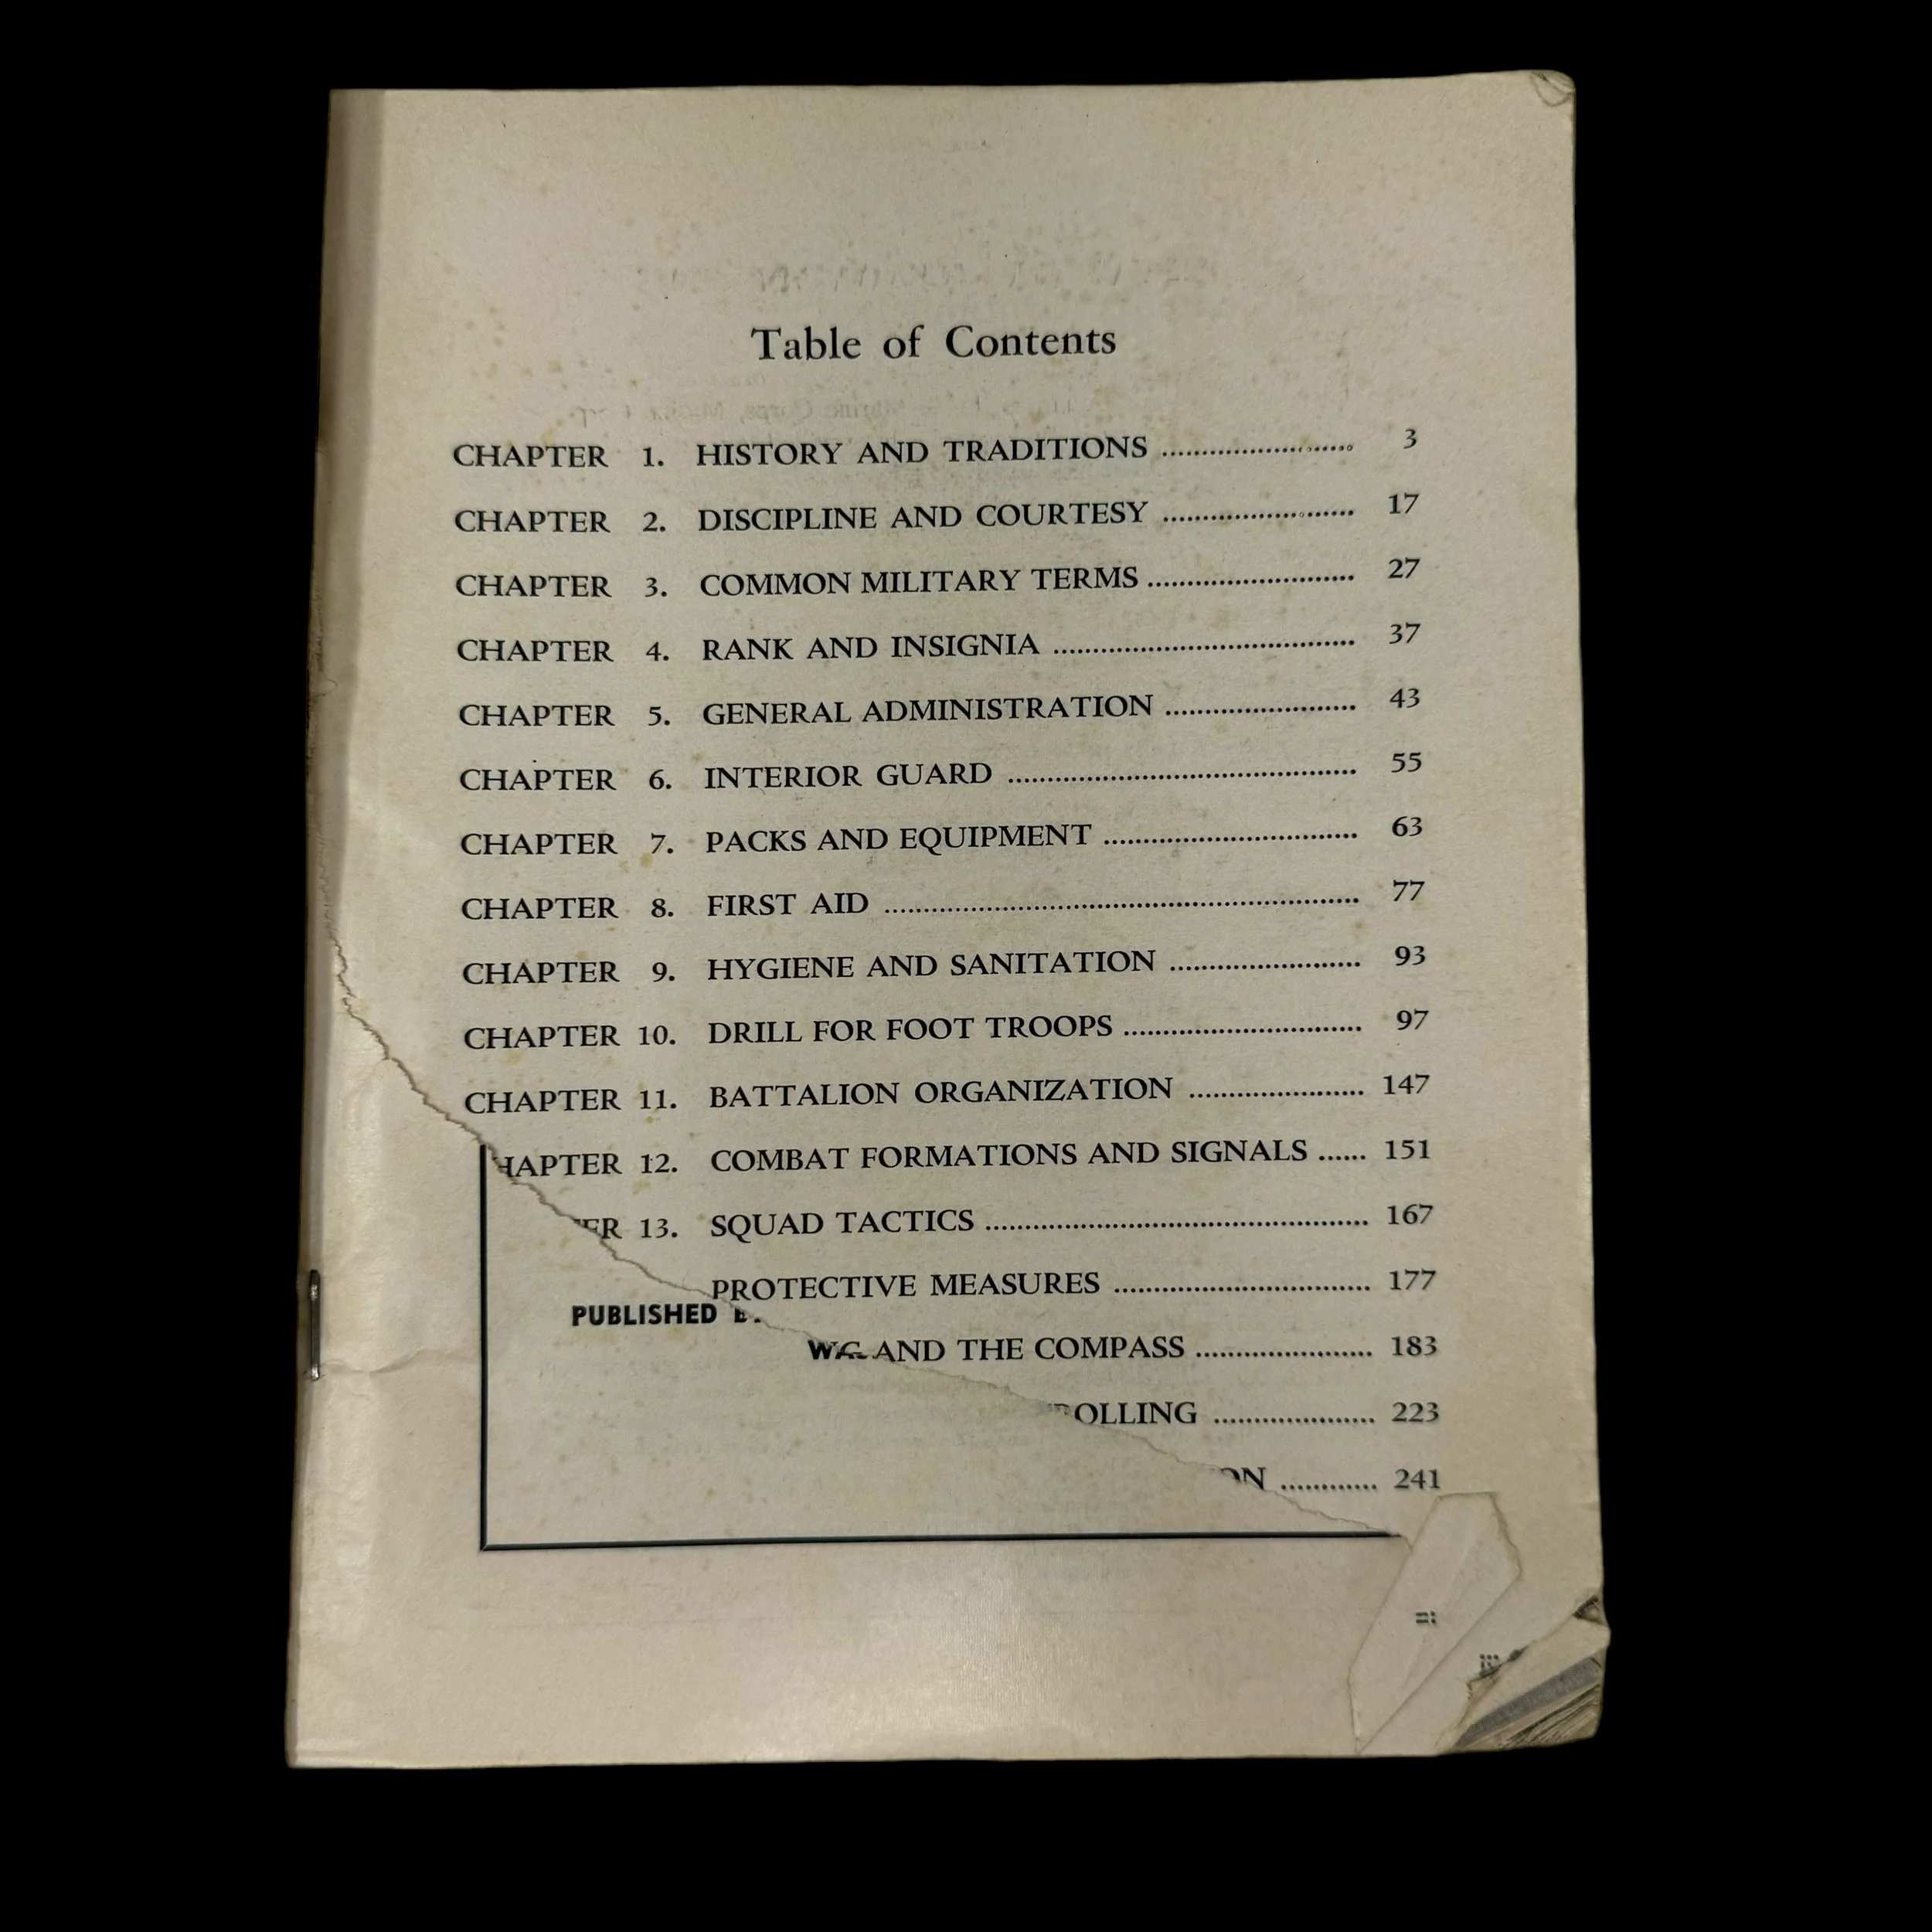 Table of Contents
CHAPTER 1. HISTORY AND TRADITIONS ........................ 3
CHAPTER 2. DISCIPLINE AND COURTESY ........................ 17
CHAPTER 3. COMMON MILITARY TERMS .......................... 27
CHAPTER 4. RANK AND INSIGNIA ...................................... 37
CHAPTER 5. GENERAL ADMINISTRATION ........................ 43
CHAPTER 6. INTERIOR GUARD ............................................ 55
CHAPTER 7. PACKS AND EQUIPMENT ................................ 63
CHAPTER 8. FIRST AID ............................................................ 77
CHAPTER 9. HYGIENE AND SANITATION ........................ 93
CHAPTER 10. DRILL FOR FOOT TROOPS .............................. 97
CHAPTER 11. BATTALION ORGANIZATION ...................... 147
HAPTER 12. COMBAT FORMATIONS AND SIGNALS ...... 151
ER 13. SQUAD TACTICS ................................................ 167
PROTECTIVE MEASURES ................................ 177
PUBLISHED
AND THE COMPASS ...................... 183
ROLLING .................... 223
ON ............ 241